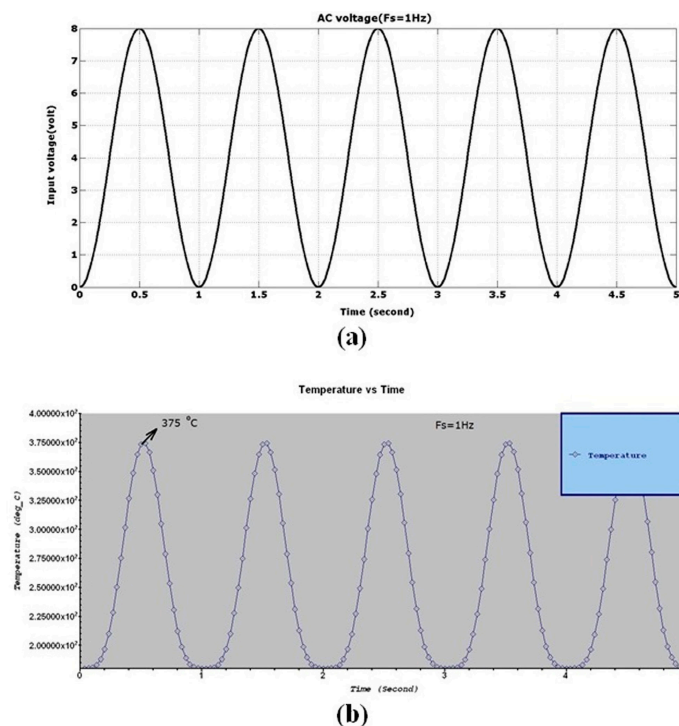 AC voltage(Fs=1Hz)
Input voltage(volt)
8
7
6
5
4
3
2
1
0
0 0.5 1 1.5 2 2.5 3 3.5 4 4.5 5
Time (second)
(a)
Temperature vs Time
375 °C
Fs=1Hz
Temperature
Temperature (deg_C)
4.00000x10²
3.75000x10²
3.50000x10²
3.25000x10²
3.00000x10²
2.75000x10²
2.50000x10²
2.25000x10²
2.00000x10²
0 1 2 3 4
Time (Second)
(b)